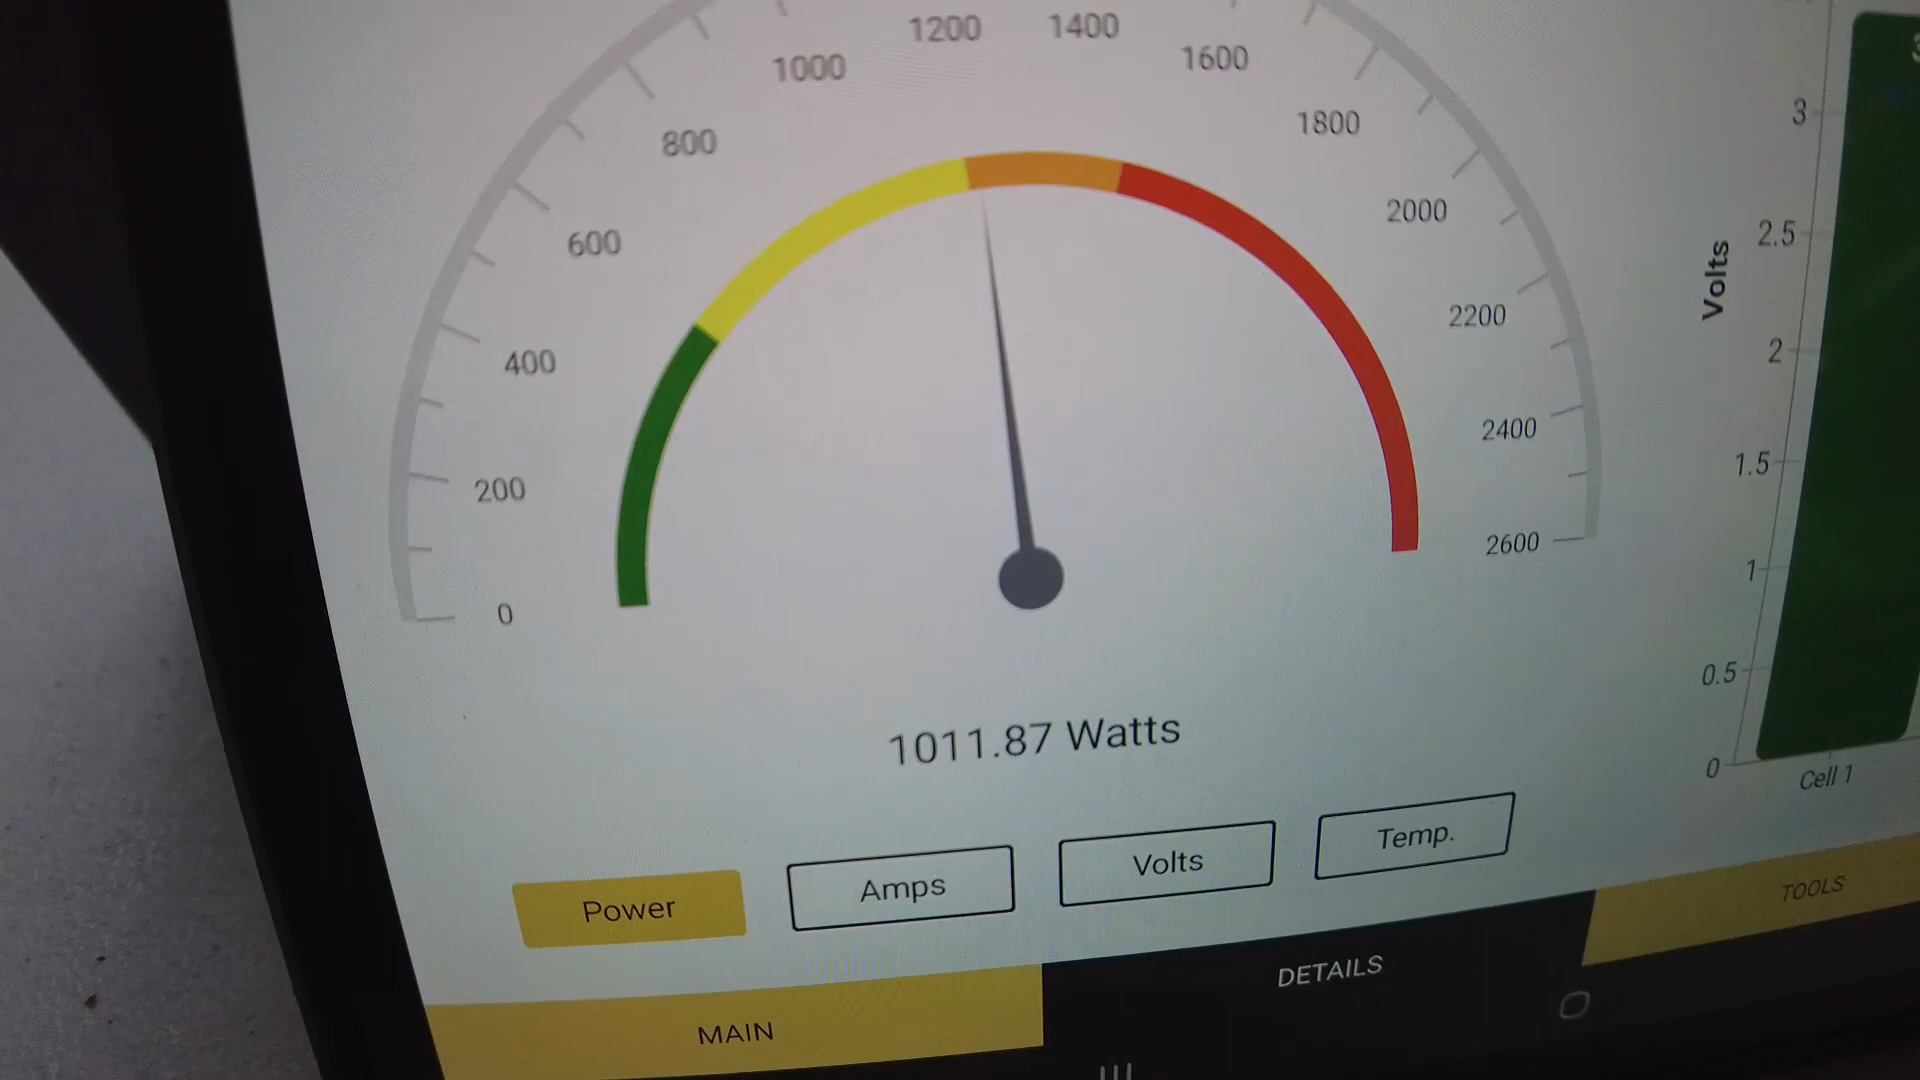 1200
1400
1000
1600
800
1800
600
2000
400
2200
200
2400
0
2600
1011.87 Watts
Power
Amps
Volts
Temp.
MAIN
DETAILS
TOOLS
Volts
3
2.5
2
1.5
1
0.5
0
Cell 1